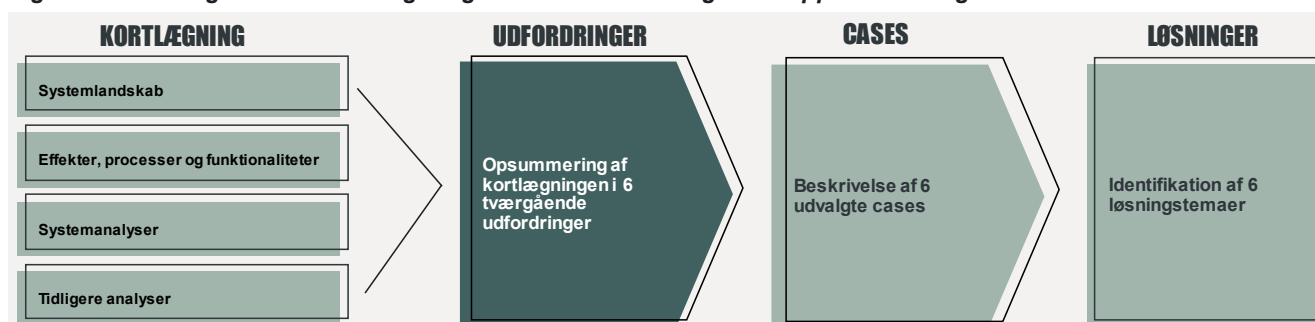 KORTLÆGNING
Systemlandskab
Effekter, processer og funktionaliteter
Systemanalyser
Tidligere analyser
UDFORDRINGER
Opsummering af
kortlægningen i 6
tværgående
udfordringer
CASES
Beskrivelse af 6
udvalgte cases
LØSNINGER
Identifikation af 6
løsningstemaer